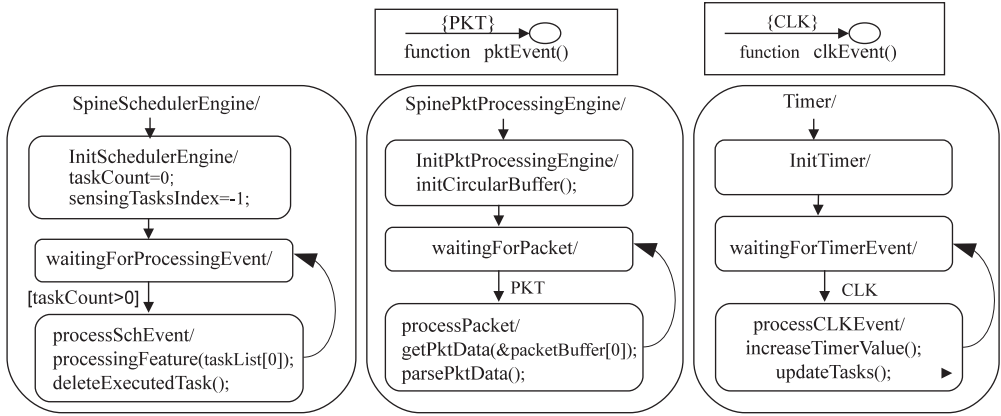 {PKT}
function pktEvent()
{CLK}
function clkEvent()
SpineSchedulerEngine/
InitSchedulerEngine/
taskCount=0;
sensingTasksIndex=-1;
waitingForProcessingEvent/
[taskCount>0]
processSchEvent/
processingFeature(taskList[0]);
deleteExecutedTask();
SpinePktProcessingEngine/
InitPktProcessingEngine/
initCircularBuffer();
waitingForPacket/
PKT
processPacket/
getPktData(&packetBuffer[0]);
parsePktData();
Timer/
InitTimer/
waitingForTimerEvent/
CLK
processCLKEvent/
increaseTimerValue();
updateTasks();